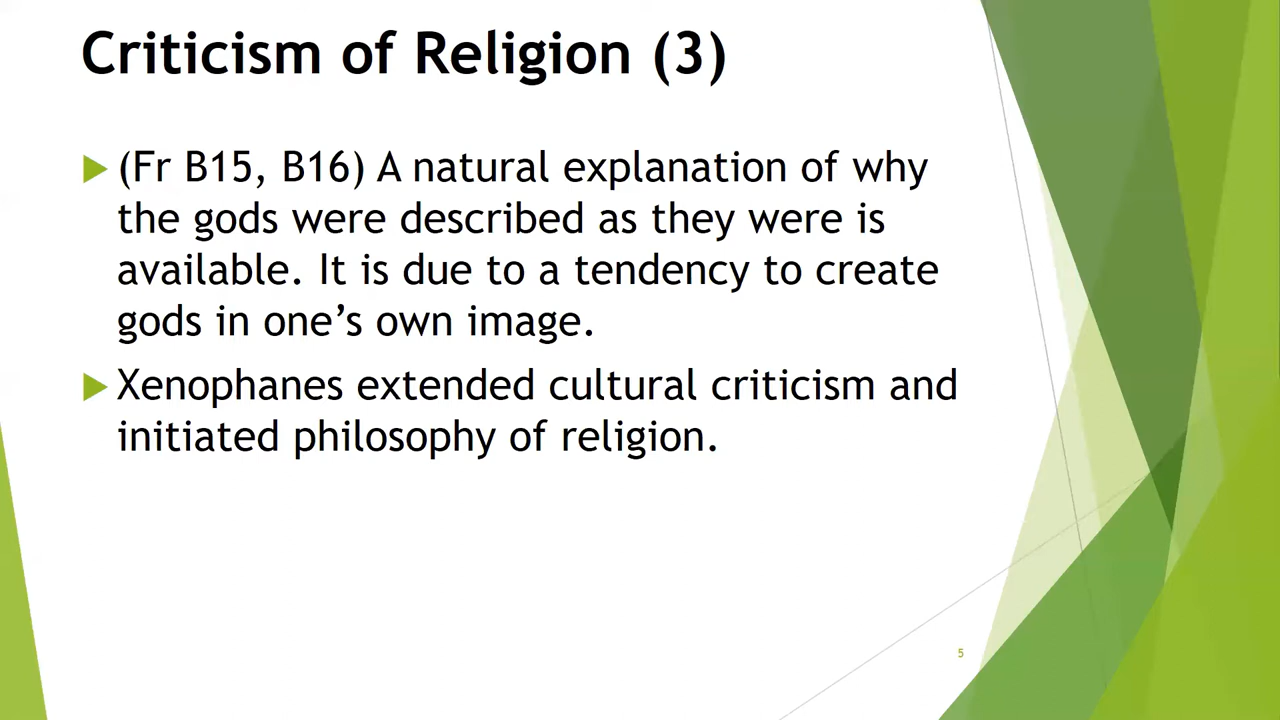 Criticism of Religion (3)
(Fr B15, B16) A natural explanation of why
the gods were described as they were is
available. It is due to a tendency to create
gods in one’s own image.
Xenophanes extended cultural criticism and
initiated philosophy of religion.
5